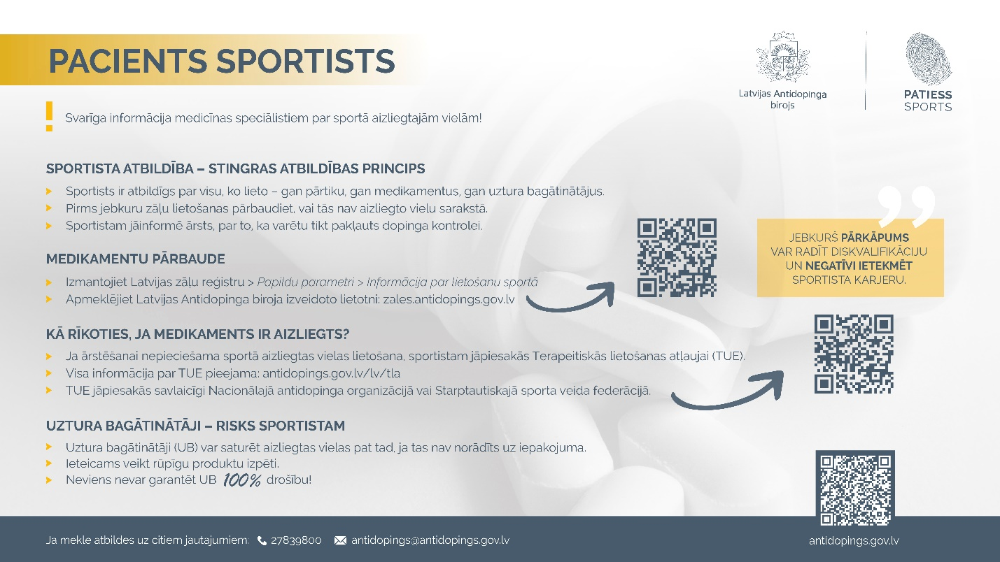 PACIENTS SPORTISTS
Latvijas Antidopinga
birojs
PATIESS
SPORTS
! Svarīga informācija medicīnas speciālistiem par sportā aizliegtajām vielām!
SPORTISTA ATBILDĪBA – STINGRAS ATBILDĪBAS PRINCIPS
Sportists ir atbildīgs par visu, ko lieto – gan pārtiku, gan medikamentus, gan uztura bagātinātājus.
Pirms jebkuru zāļu lietošanas pārbaudiet, vai tās nav aizliegto vielu sarakstā.
Sportistam jāinformē ārsts, par to, ka varētu tikt pakļauts dopinga kontrolei.
MEDIKAMENTU PĀRBAUDE
Izmantojiet Latvijas zāļu reģistru > Papildu parametri > Informācija par lietošanu sportā
Apmeklējiet Latvijas Antidopinga biroja izveidoto lietotni: zales.antidopings.gov.lv
”
JEBKURŠ PĀRKĀPUMS
VAR RADĪT DISKVALIFIKĀCIJU
UN NEGATĪVI IETEKMĒT
SPORTISTA KARJERU.
KĀ RĪKOTIES, JA MEDIKAMENTS IR AIZLIEGTS?
Ja ārstēšanai nepieciešama sportā aizliegtas vielas lietošana, sportistam jāpiesakās Terapeitiskās lietošanas atļaujai (TUE).
Visa informācija par TUE pieejama: antidopings.gov.lv/lv/tla
TUE jāpiesakās savlaicīgi Nacionālajā antidopinga organizācijā vai Starptautiskajā sporta veida federācijā.
UZTURA BAGĀTINĀTĀJI – RISKS SPORTISTAM
Uztura bagātinātāji (UB) var saturēt aizliegtas vielas pat tad, ja tas nav norādīts uz iepakojuma.
Ieteicams veikt rūpīgu produktu izpēti.
Neviens nevar garantēt UB 100% drošību!
Ja meklē atbildes uz citiem jautājumiem: 27839800 antidopings@antidopings.gov.lv
antidopings.gov.lv